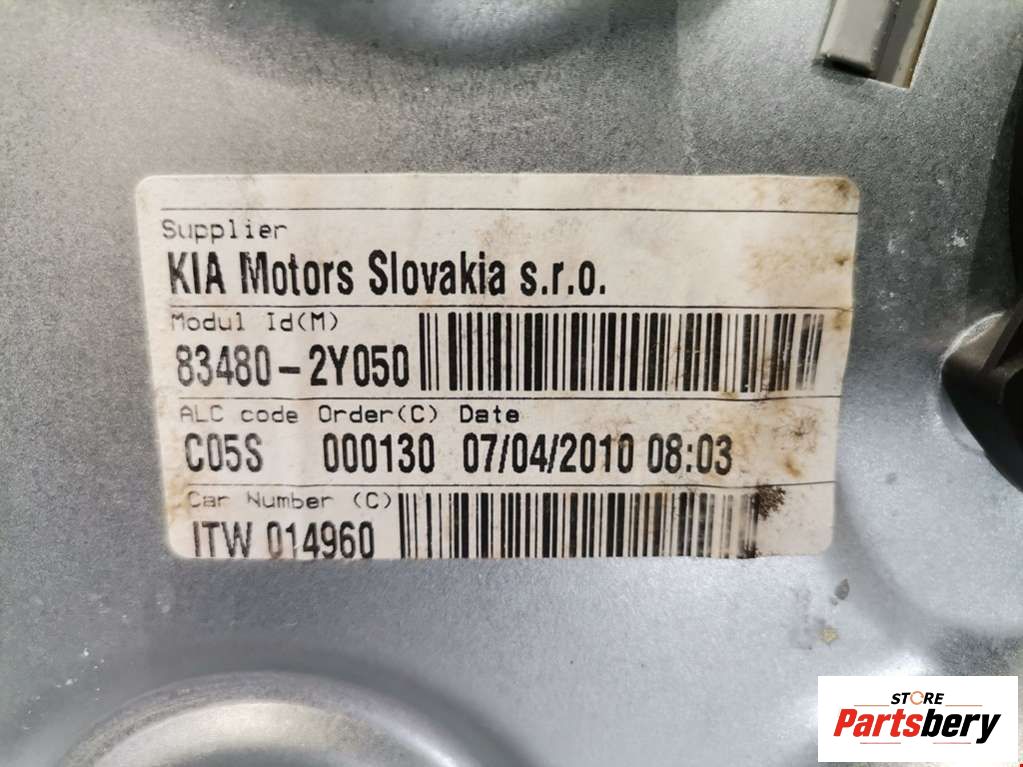 Supplier
KIA Motors Slovakia s.r.o.
Modul Id(M)
83480-2Y050
ALC code Order(C) Date
C05S 000130 07/04/2010 08:03
Car Number (C)
ITW 014960
STORE
Partsbery